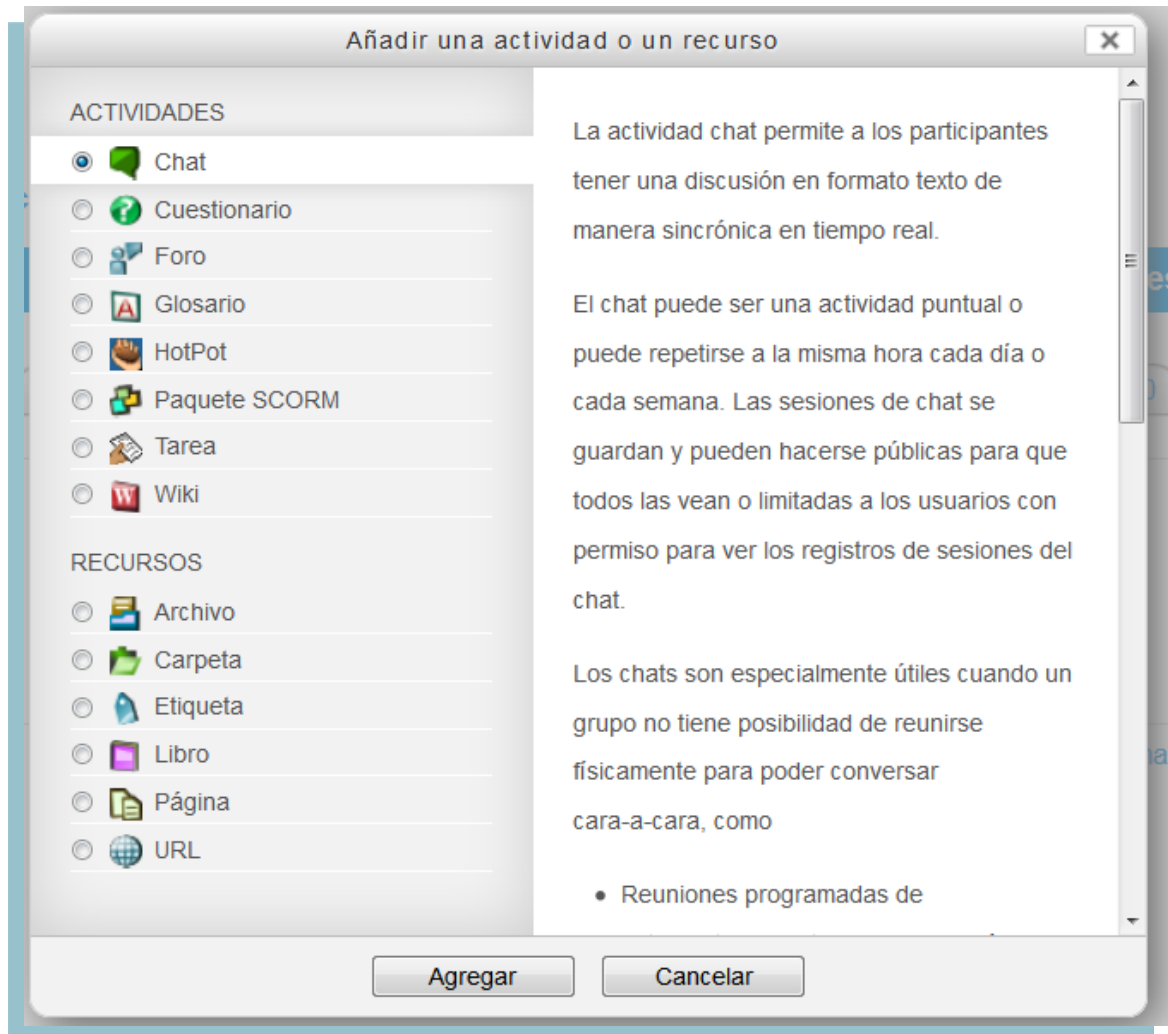 Añadir una actividad o un recurso
ACTIVIDADES
Chat
Cuestionario
Foro
Glosario
HotPot
Paquete SCORM
Tarea
Wiki
RECURSOS
Archivo
Carpeta
Etiqueta
Libro
Página
URL
La actividad chat permite a los participantes
tener una discusión en formato texto de
manera sincrónica en tiempo real.
El chat puede ser una actividad puntual o
puede repetirse a la misma hora cada día o
cada semana. Las sesiones de chat se
guardan y pueden hacerse públicas para que
todos las vean o limitadas a los usuarios con
permiso para ver los registros de sesiones del
chat.
Los chats son especialmente útiles cuando un
grupo no tiene posibilidad de reunirse
físicamente para poder conversar
cara-a-cara, como
• Reuniones programadas de
Agregar
Cancelar